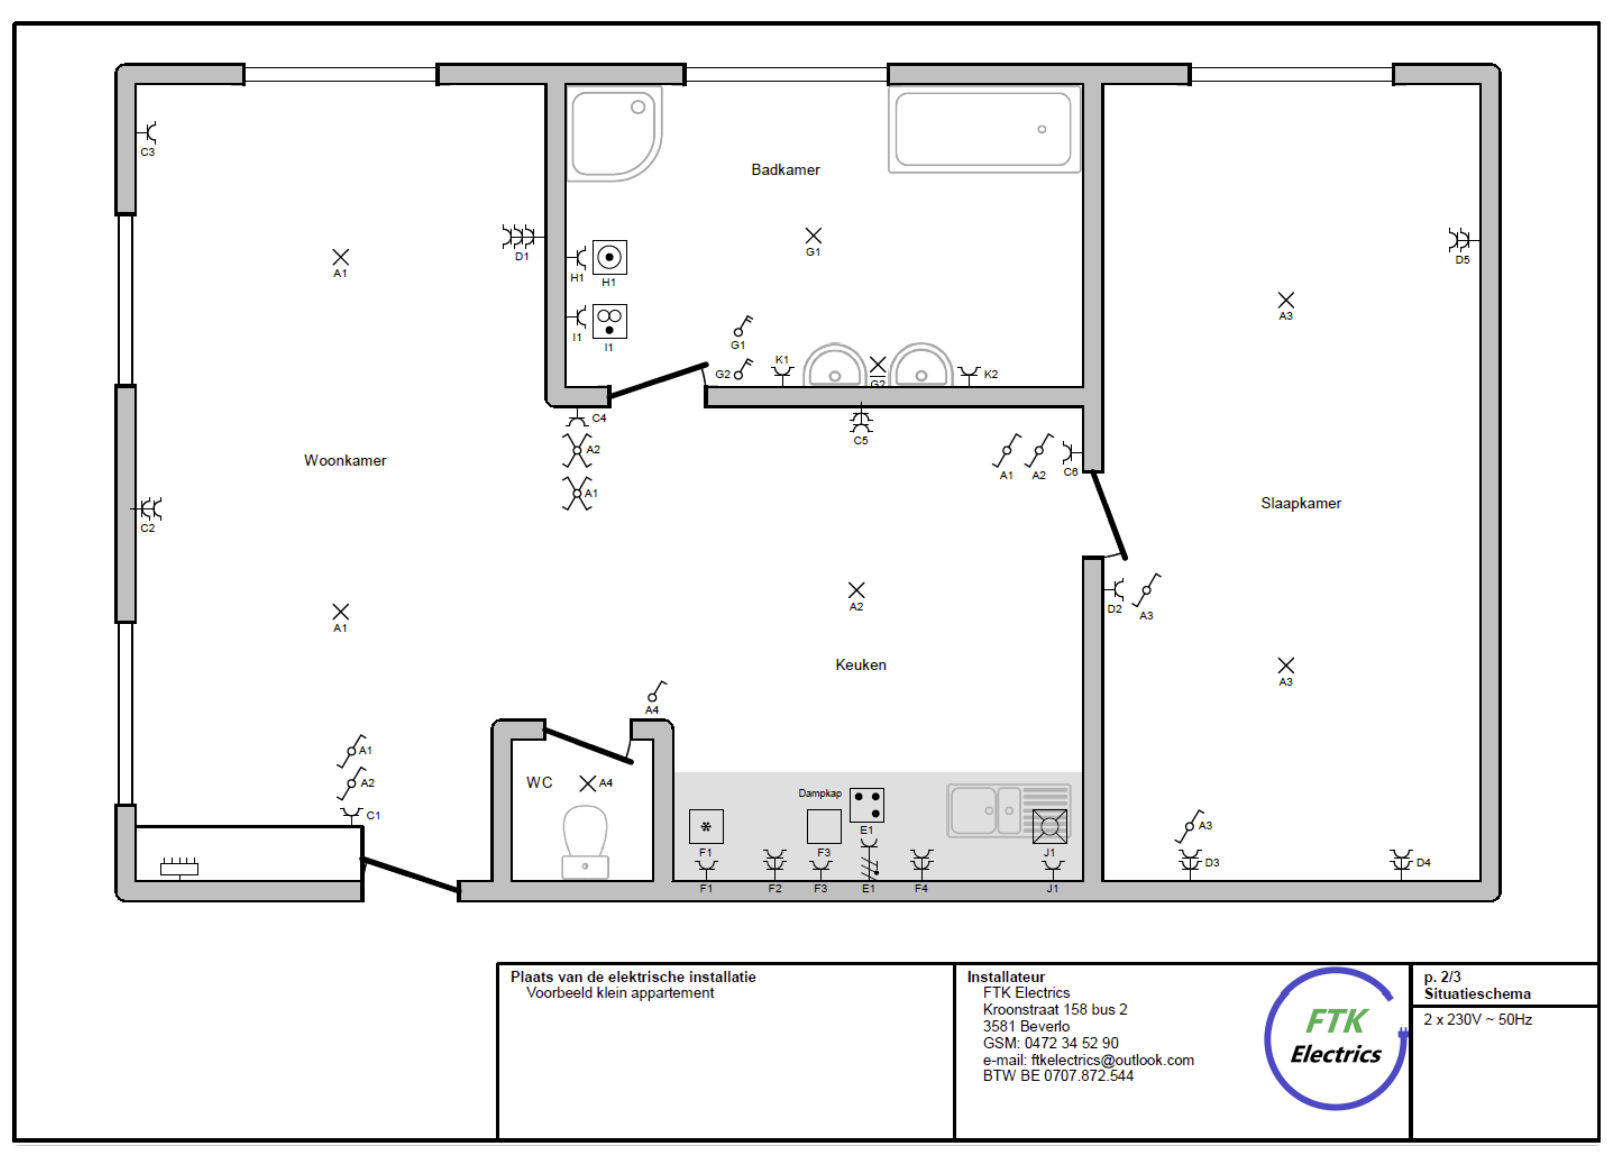 C3
Badkamer
A1
D1
G1
D5
H1
H1
A3
I1
I1
G1
K1
G2
G2
K2
C4
C5
A2
A1
A2
C6
Woonkamer
A1
Slaapkamer
C2
A2
D2
A3
A1
Keuken
A3
A4
A1
A2
WC
A4
C1
Dampkap
E1
A3
F1
F3
J1
D3
D4
F1
F2
F3
E1
F4
J1
Plaats van de elektrische installatie
Voorbeeld klein appartement
Installateur
FTK Electrics
Kroonstraat 158 bus 2
3581 Beverlo
GSM: 0472 34 52 90
e-mail: ftkelectrics@outlook.com
BTW BE 0707.872.544
FTK
Electrics
p. 2/3
Situatieschema
2 x 230V ~ 50Hz